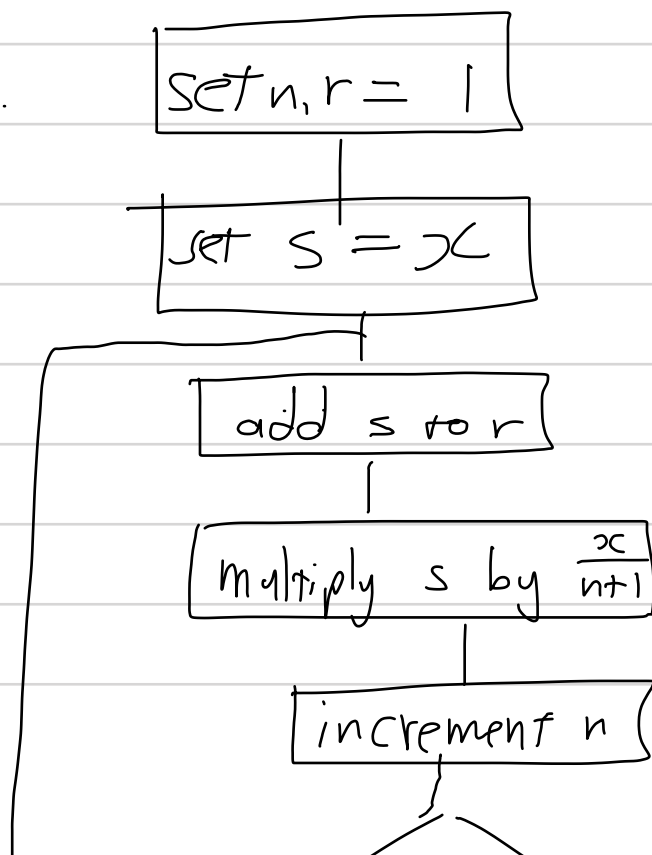 set n, r = 1
set s = x
add s to r
multiply s by x/(n+1)
increment n